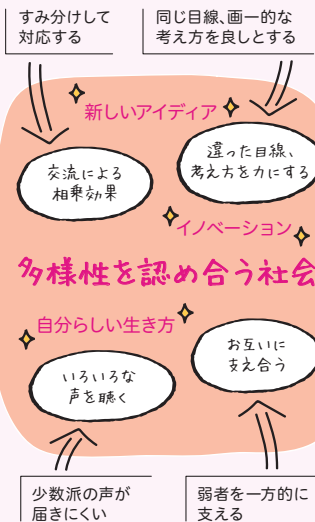 すみ分けして
対応する
同じ目線、画一的な
考え方を良しとする
新しいアイディア
交流による
相乗効果
違った目線、
考え方を力にする
イノベーション
多様性を認め合う社会
自分らしい生き方
いろいろな
声を聴く
お互いに
支え合う
少数派の声が
届きにくい
弱者を一方的に
支える